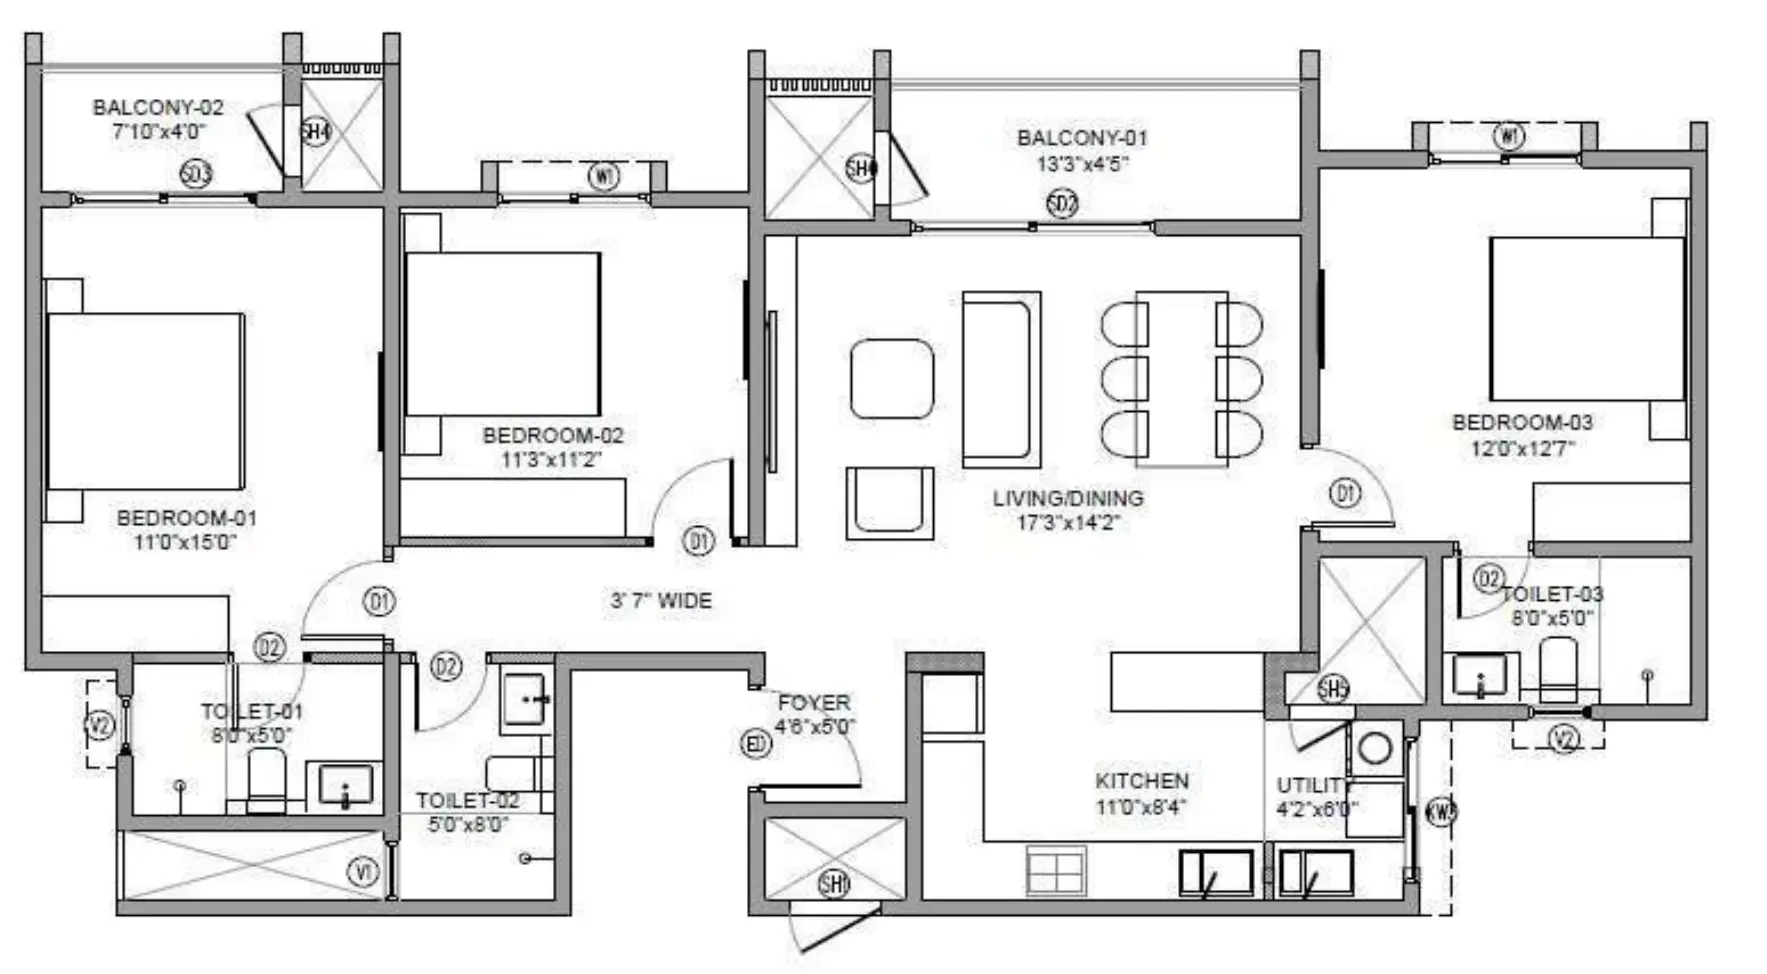 BALCONY-02
7'10"x4'0"
SH4
SD3
W1
SH4
BALCONY-01
13'3"x4'5"
SD2
W1
BEDROOM-02
11'3"x11'2"
BEDROOM-03
12'0"x12'7"
BEDROOM-01
11'0"x15'0"
LIVING/DINING
17'3"x14'2"
D1
D1
D1
3' 7" WIDE
D2
TOILET-03
8'0"x5'0"
D2
D2
SH5
TOILET-01
8'0"x5'0"
V2
FOYER
4'6"x5'0"
ED
V2
KITCHEN
11'0"x8'4"
UTILITY
4'2"x6'0"
TOILET-02
5'0"x8'0"
V1
SH1